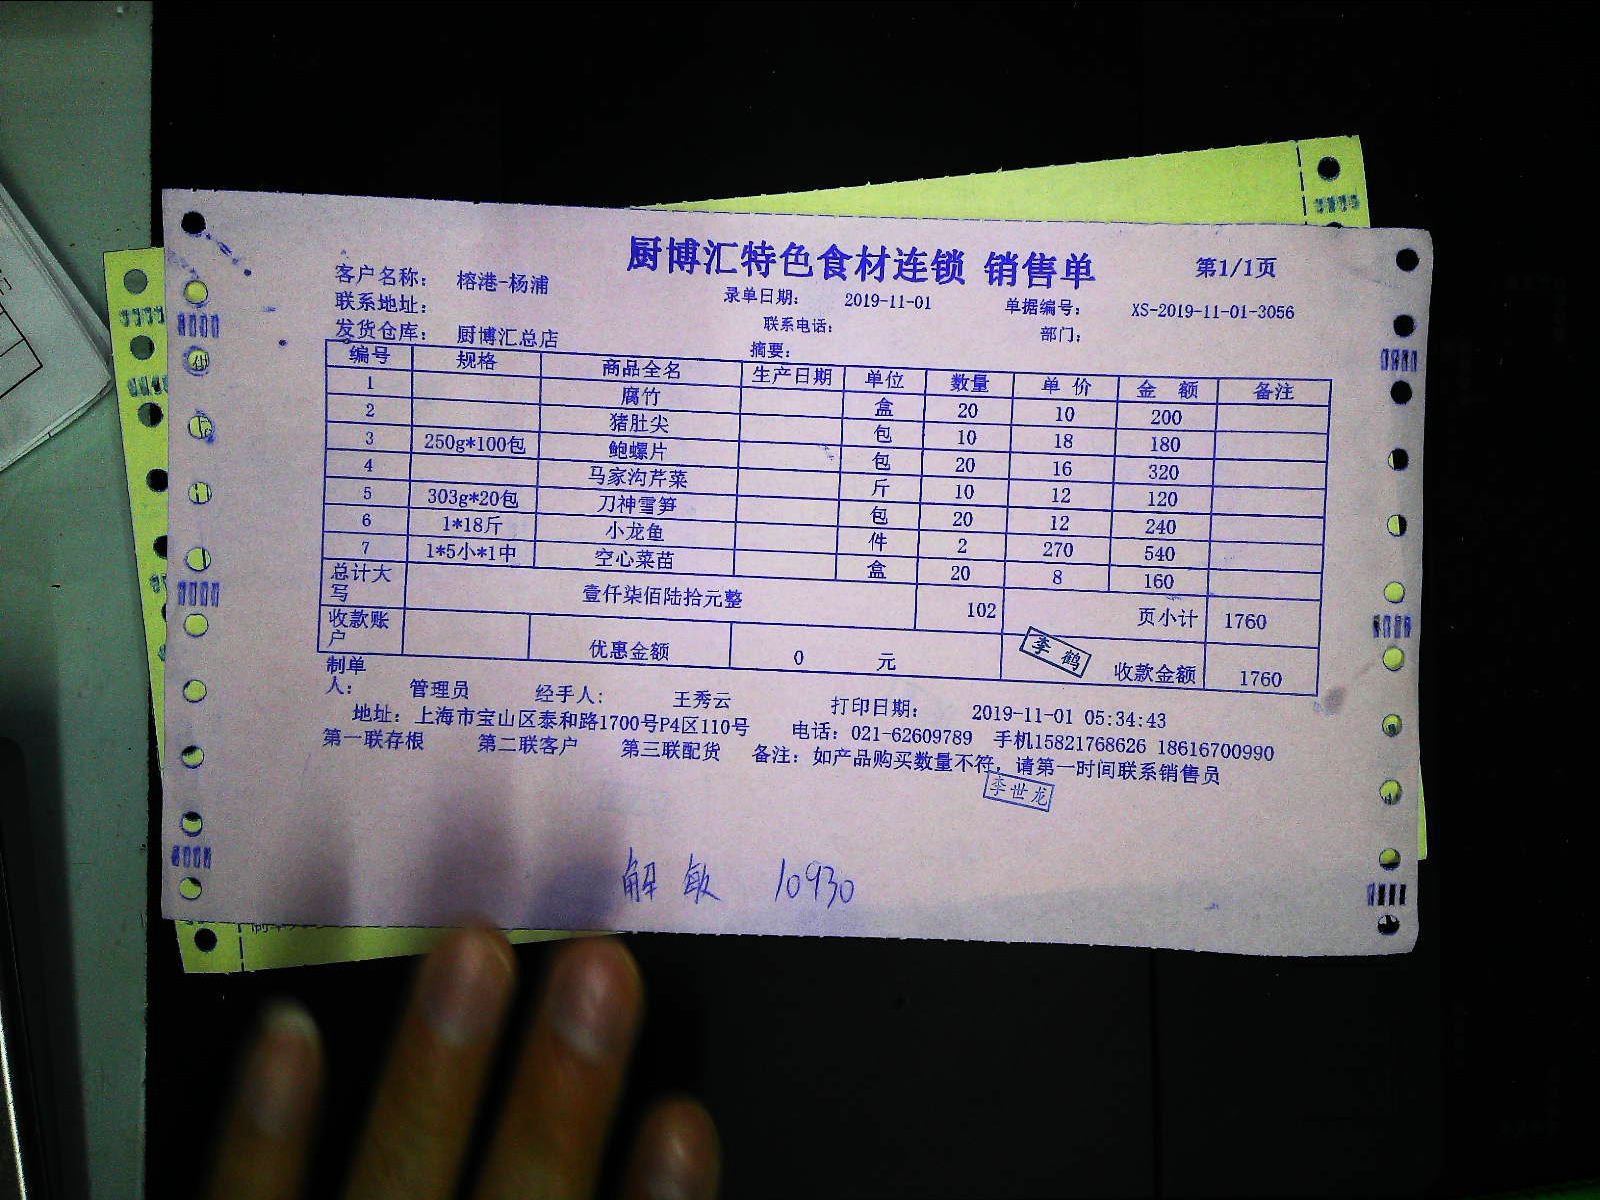 厨博汇特色食材连锁 销售单 第1/1页
客户名称： 榕港-杨浦 录单日期： 2019-11-01 单据编号： XS-2019-11-01-3056
联系地址： 联系电话： 部门：
发货仓库： 厨博汇总店 摘要：
编号 规格 商品全名 生产日期 单位 数量 单 价 金 额 备注
1 腐竹 盒 20 10 200
2 猪肚尖 包 10 18 180
3 250g*100包 鲍螺片 包 20 16 320
4 马家沟芹菜 斤 10 12 120
5 303g*20包 刀神雪笋 包 20 12 240
6 1*18斤 小龙鱼 件 2 270 540
7 1*5小*1中 空心菜苗 盒 20 8 160
总计大写 壹仟柒佰陆拾元整 102 页小计 1760
收款账户 优惠金额 0 元 李鹤 收款金额 1760
制单人： 管理员 经手人： 王秀云 打印日期： 2019-11-01 05:34:43
地址：上海市宝山区泰和路1700号P4区110号 电话：021-62609789 手机15821768626 18616700990
第一联存根 第二联客户 第三联配货 备注：如产品购买数量不符，请第一时间联系销售员
李世龙
解敏 10930